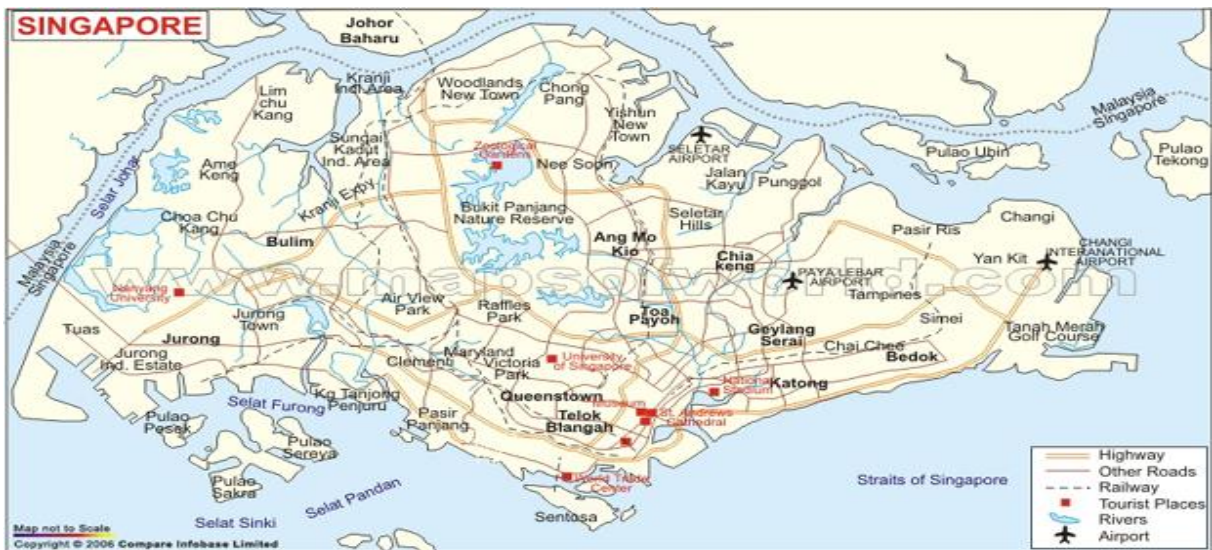 SINGAPORE
Johor
Baharu
Kranji
Indl Area
Woodlands
New Town
Chong
Pang
Lim
chu
Kang
Yishun
New
Town
Malaysia
Singapore
Sungai
Kadut
Ind. Area
Zoological
Gardens
Nee Soon
SELETAR
AIRPORT
Pulao Ubin
Pulao
Tekong
Selar Johar
Ame
Keng
Jalan
Kayu
Punggol
Kranji Expy
Choa Chu
Kang
Bukit Panjang
Nature Reserve
Seletar
Hills
Changi
Pasir Ris
Bulim
Ang Mo
Kio
Chia
keng
Yan Kit
CHANGI
INTERANATIONAL
AIRPORT
Malaysia
Singapore
www.mapsofworld.com
Nanyang
University
PAYA LEBAR
AIRPORT
Tampines
Air View
Park
Raffles
Park
Jurong
Town
Toa
Payoh
Simei
Tuas
Jurong
Geylang
Serai
Tanah Merah
Golf Course
Jurong
Ind. Estate
Clementi
Maryland
Victoria
Park
University
of Singapore
Chai Chee
Bedok
Kg Tanjong
Penjuru
National
Stadium
Katong
Selat Furong
Queenstown
Museum
St. Andrews
Cathedral
Pulao
Pesek
Pasir
Panjang
Telok
Blangah
Pulao
Sereya
Pulao
Sakra
World Trade
Center
Selat Pandan
Straits of Singapore
Sentosa
Selat Sinki
Highway
Other Roads
Railway
Tourist Places
Rivers
Airport
Map not to Scale
Copyright © 2006 Compare Infobase Limited